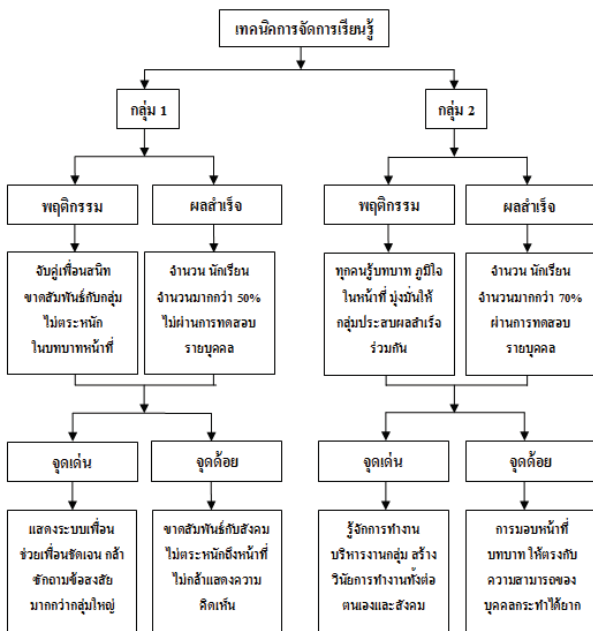 เทคนิคการจัดการเรียนรู้
กลุ่ม 1
กลุ่ม 2
พฤติกรรม
ผลสำเร็จ
พฤติกรรม
ผลสำเร็จ
จับคู่เพื่อนสนิท
ขาดสัมพันธ์กับกลุ่ม
ไม่ตระหนัก
ในบทบาทหน้าที่
จำนวน นักเรียน
จำนวนมากกว่า 50%
ไม่ผ่านการทดสอบ
รายบุคคล
ทุกคนรู้บทบาท ภูมิใจ
ในหน้าที่ มุ่งมั่นให้
กลุ่มประสบผลสำเร็จ
ร่วมกัน
จำนวน นักเรียน
จำนวนมากกว่า 70%
ผ่านการทดสอบ
รายบุคคล
จุดเด่น
จุดด้อย
จุดเด่น
จุดด้อย
แสดงระบบเพื่อน
ช่วยเพื่อนชัดเจน กล้า
ซักถามข้อสงสัย
มากกว่ากลุ่มใหญ่
ขาดสัมพันธ์กับสังคม
ไม่ตระหนักถึงหน้าที่
ไม่กล้าแสดงความ
คิดเห็น
รู้จักการทำงาน
บริหารงานกลุ่ม สร้าง
วินัยการทำงานทั้งต่อ
ตนเองและสังคม
การมอบหน้าที่
บทบาท ให้ตรงกับ
ความสามารถของ
บุคคลกระทำได้ยาก